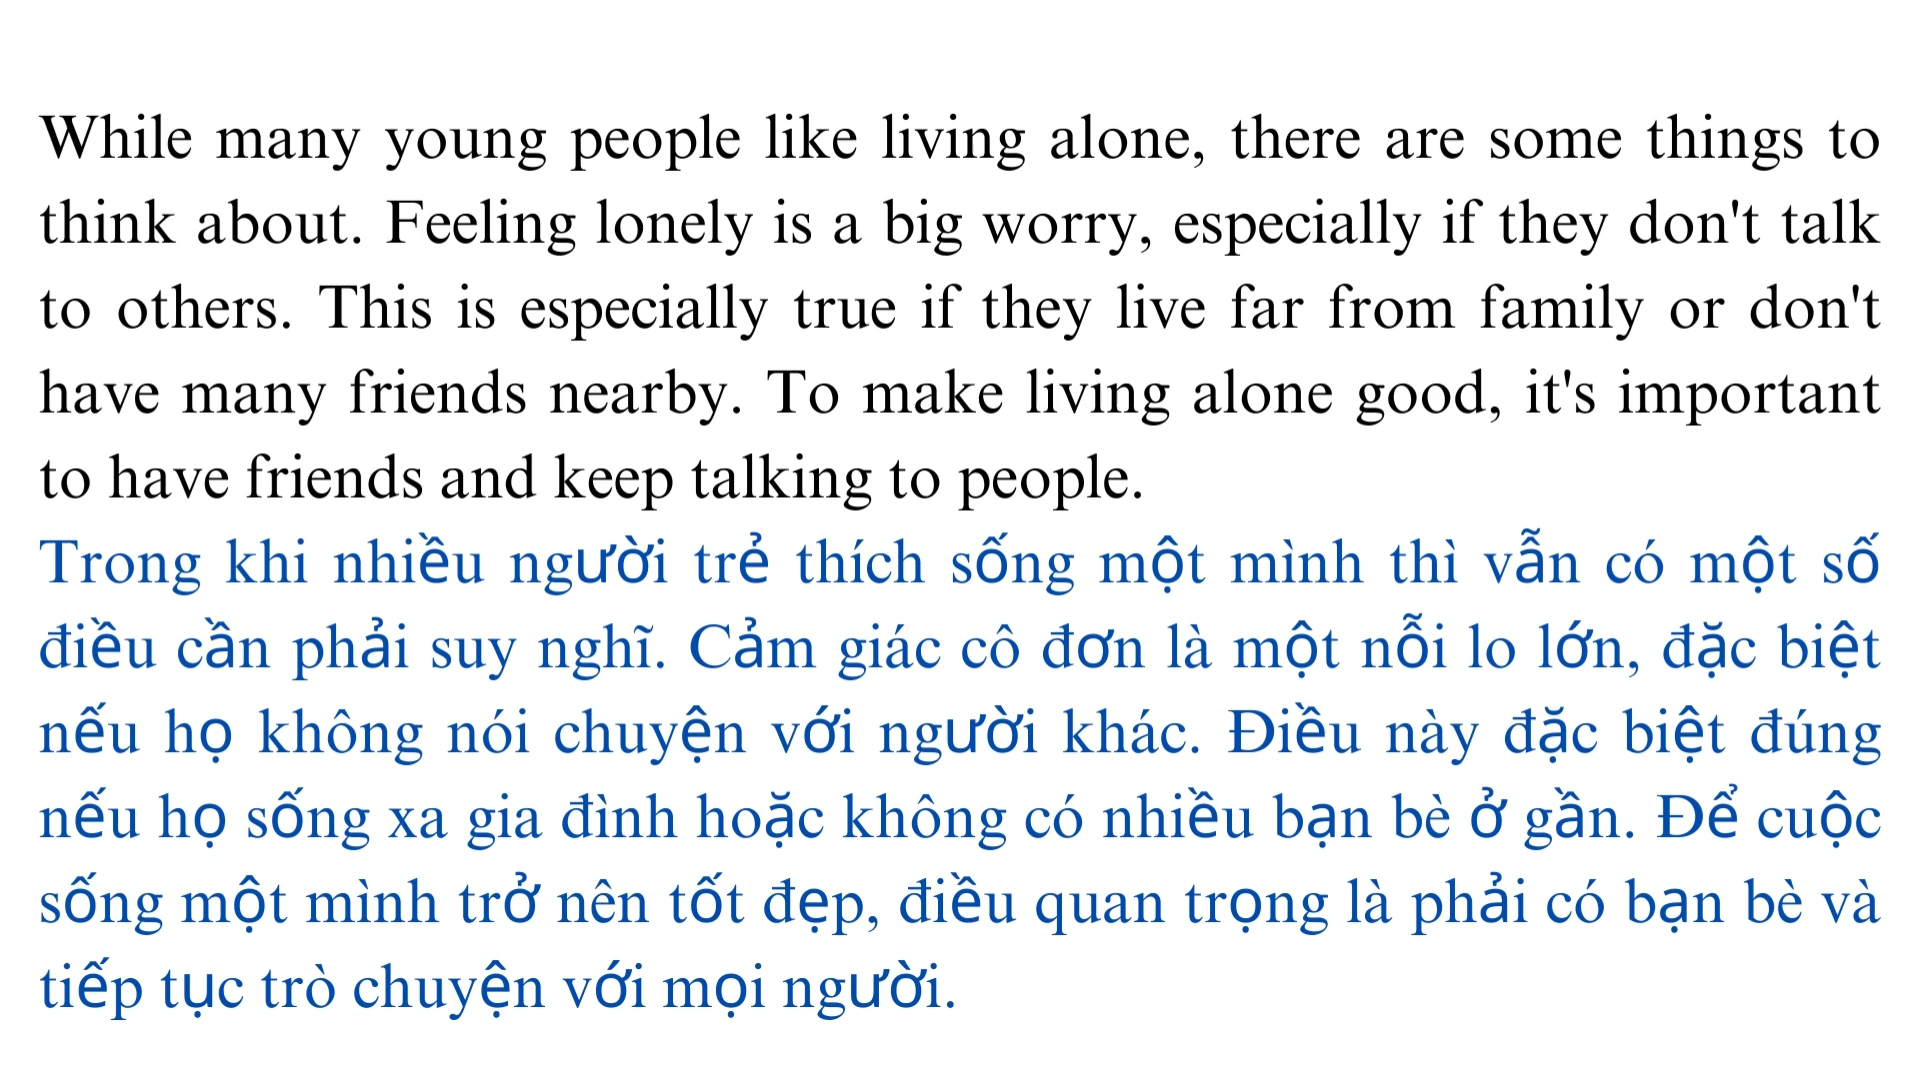 While many young people like living alone, there are some things to
think about. Feeling lonely is a big worry, especially if they don't talk
to others. This is especially true if they live far from family or don't
have many friends nearby. To make living alone good, it's important
to have friends and keep talking to people.
Trong khi nhiều người trẻ thích sống một mình thì vẫn có một số
điều cần phải suy nghĩ. Cảm giác cô đơn là một nỗi lo lớn, đặc biệt
nếu họ không nói chuyện với người khác. Điều này đặc biệt đúng
nếu họ sống xa gia đình hoặc không có nhiều bạn bè ở gần. Để cuộc
sống một mình trở nên tốt đẹp, điều quan trọng là phải có bạn bè và
tiếp tục trò chuyện với mọi người.